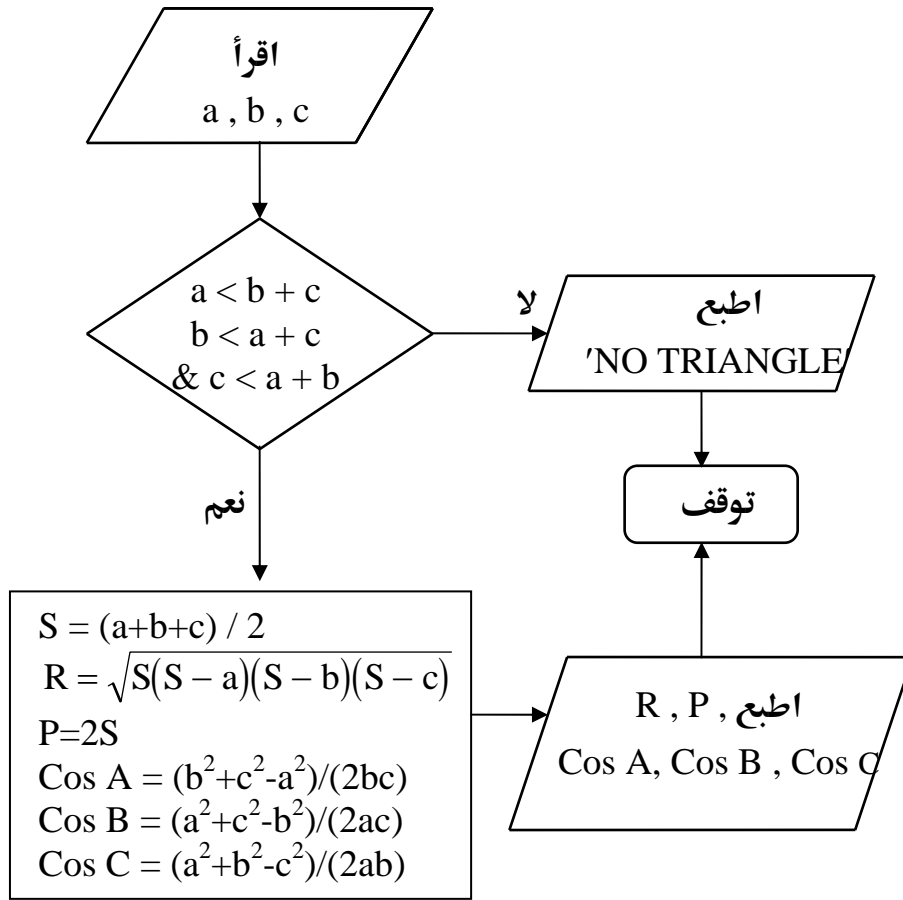 اقرأ
a , b , c
a < b + c
b < a + c
& c < a + b
لا
اطبع
'NO TRIANGLE'
نعم
توقف
S = (a+b+c) / 2
R = √S(S − a)(S − b)(S − c)
P=2S
Cos A = (b²+c²-a²)/(2bc)
Cos B = (a²+c²-b²)/(2ac)
Cos C = (a²+b²-c²)/(2ab)
R , P , اطبع
Cos A, Cos B , Cos C